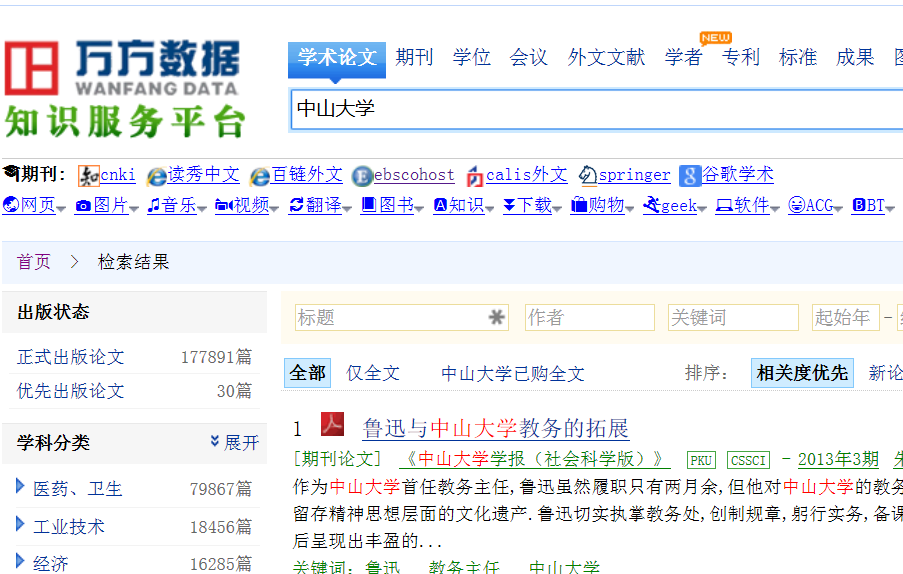 万方数据
WANFANG DATA
知识服务平台
学术论文 期刊 学位 会议 外文文献 学者 NEW 专利 标准 成果
中山大学
期刊: cnki 读秀中文 百链外文 ebscohost calis外文 springer 谷歌学术
网页 图片 音乐 视频 翻译 图书 知识 下载 购物 geek 软件 ACG BT
首页 > 检索结果
出版状态
正式出版论文 177891篇
优先出版论文 30篇
学科分类 展开
医药、卫生 79867篇
工业技术 18456篇
经济 16285篇
标题 作者 关键词 起始年 -
全部 仅全文 中山大学已购全文 排序: 相关度优先 新论
1 鲁迅与中山大学教务的拓展
[期刊论文] 《中山大学学报（社会科学版）》 PKU CSSCI - 2013年3期
作为中山大学首任教务主任,鲁迅虽然履职只有两月余,但他对中山大学的教务
留存精神思想层面的文化遗产.鲁迅切实执掌教务处,创制规章,躬行实务,备课
后呈现出丰盈的...
关键词: 鲁迅 教务主任 中山大学